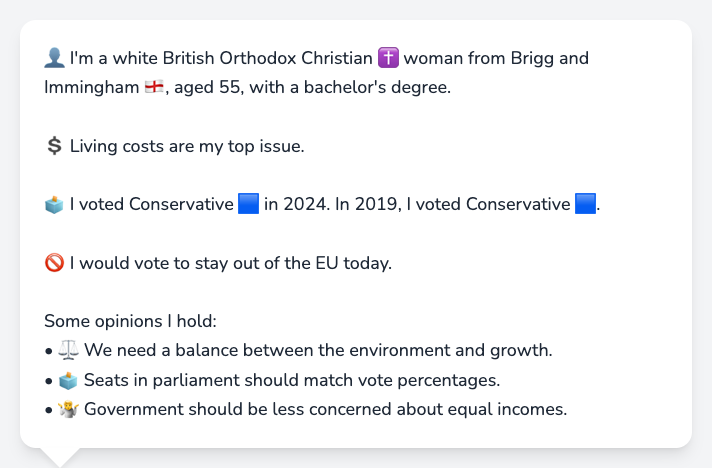 👤 I'm a white British Orthodox Christian ✝️ woman from Brigg and
Immingham 🏴󠁧󠁢󠁥󠁮󠁧󠁿, aged 55, with a bachelor's degree.
💲 Living costs are my top issue.
🗳️ I voted Conservative 🟦 in 2024. In 2019, I voted Conservative 🟦.
🚫 I would vote to stay out of the EU today.
Some opinions I hold:
• ⚖️ We need a balance between the environment and growth.
• 🗳️ Seats in parliament should match vote percentages.
• 🤷 Government should be less concerned about equal incomes.